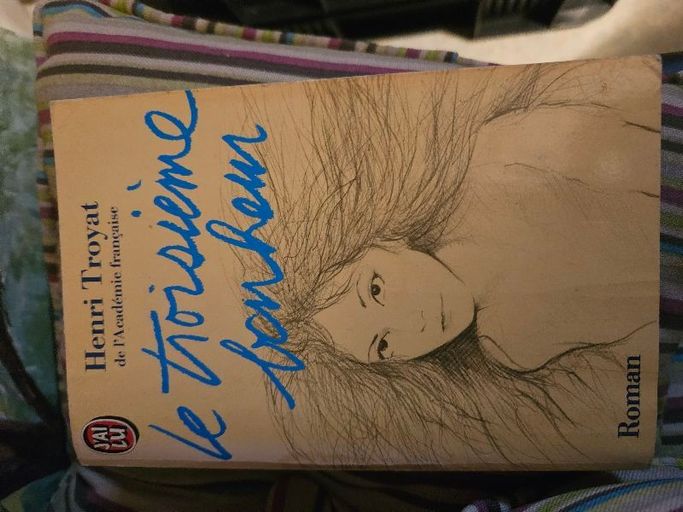 Henri Troyat
de l'Académie française
le troisième
bonheur
J'AI
LU
Roman